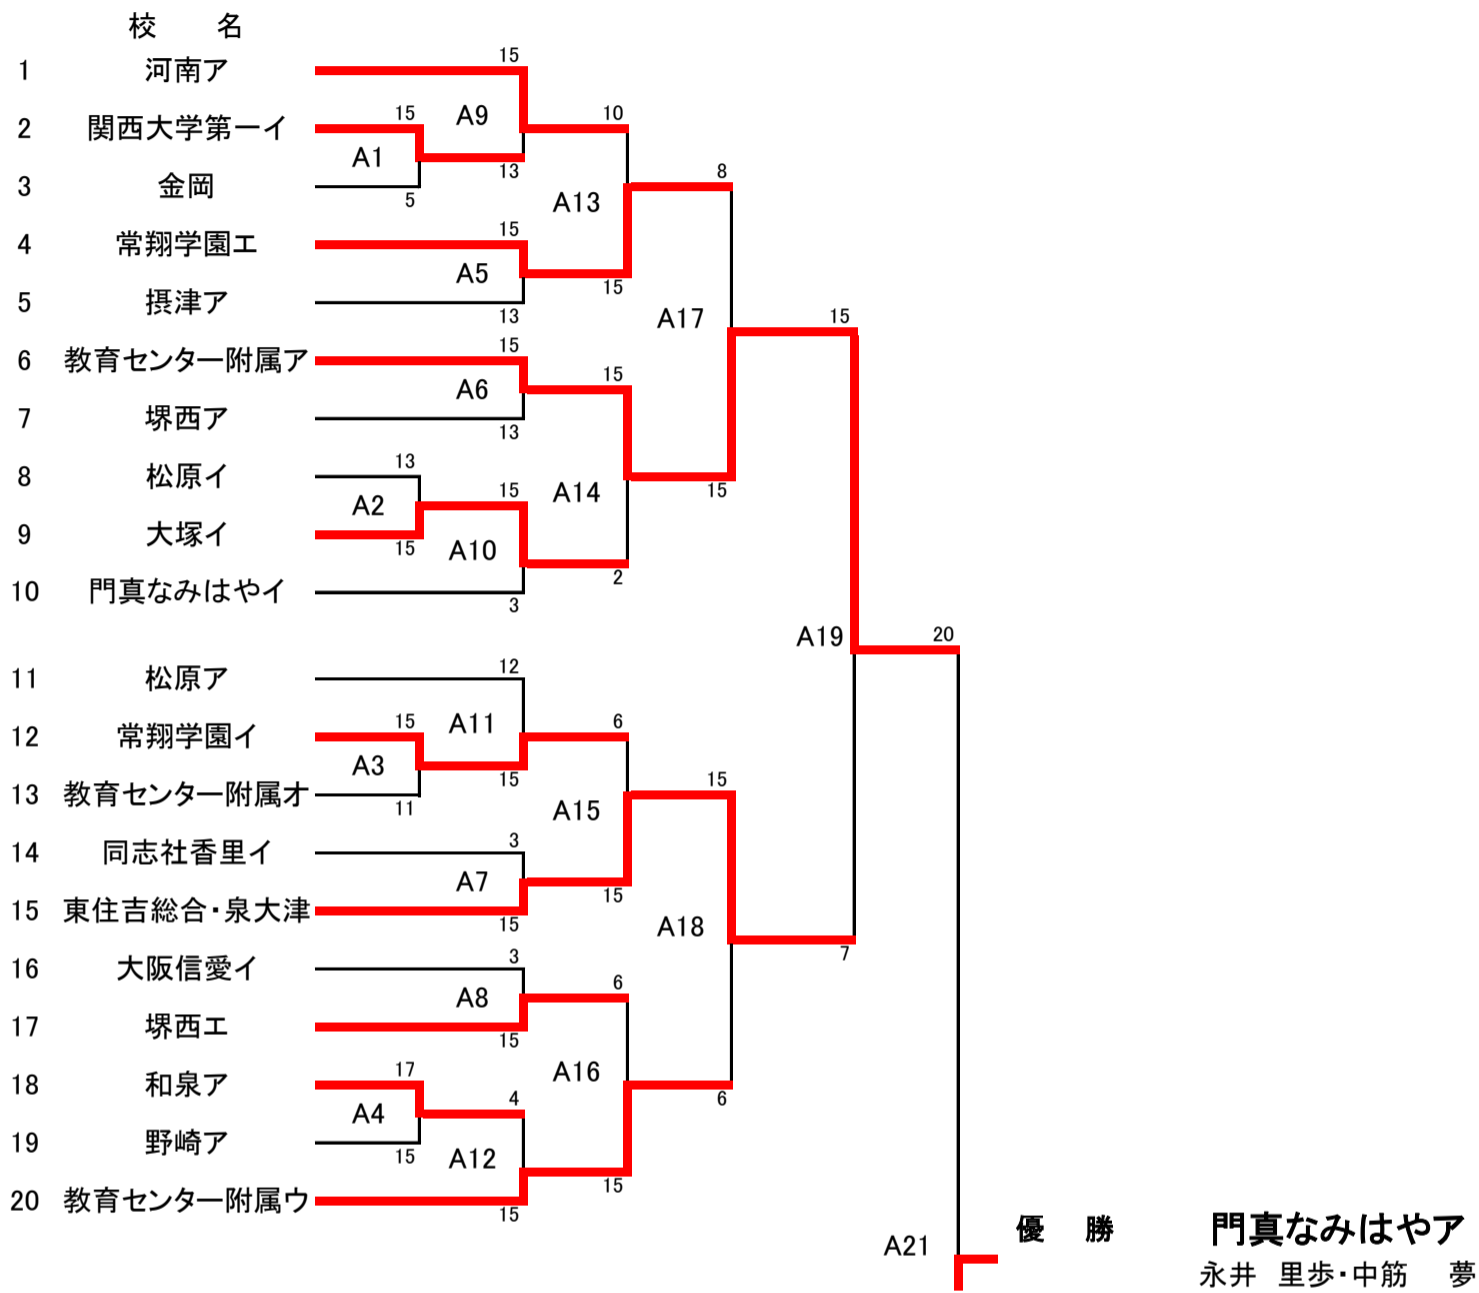 校 名
15
1 河南ア
15 A9 10
2 関西大学第一イ
A1
13 8
3 金岡
5 A13
15
4 常翔学園エ
A5
15
5 摂津ア
13 A17 15
15
6 教育センター附属ア
A6 15
7 堺西ア
13
13
8 松原イ
A2 15 A14 15
9 大塚イ
15 A10
2
10 門真なみはやイ
3
A19 20
12
11 松原ア
15 A11 6
12 常翔学園イ
A3
15 15
13 教育センター附属オ
11 A15
3
14 同志社香里イ
A7
15
15 東住吉総合・泉大津
15 A18
7
3
16 大阪信愛イ
A8 6
17 堺西エ
15
17 A16
18 和泉ア
A4 4 6
19 野崎ア
15 A12
15
20 教育センター附属ウ
15
A21 優 勝 門真なみはやア
永井 里歩・中筋 夢